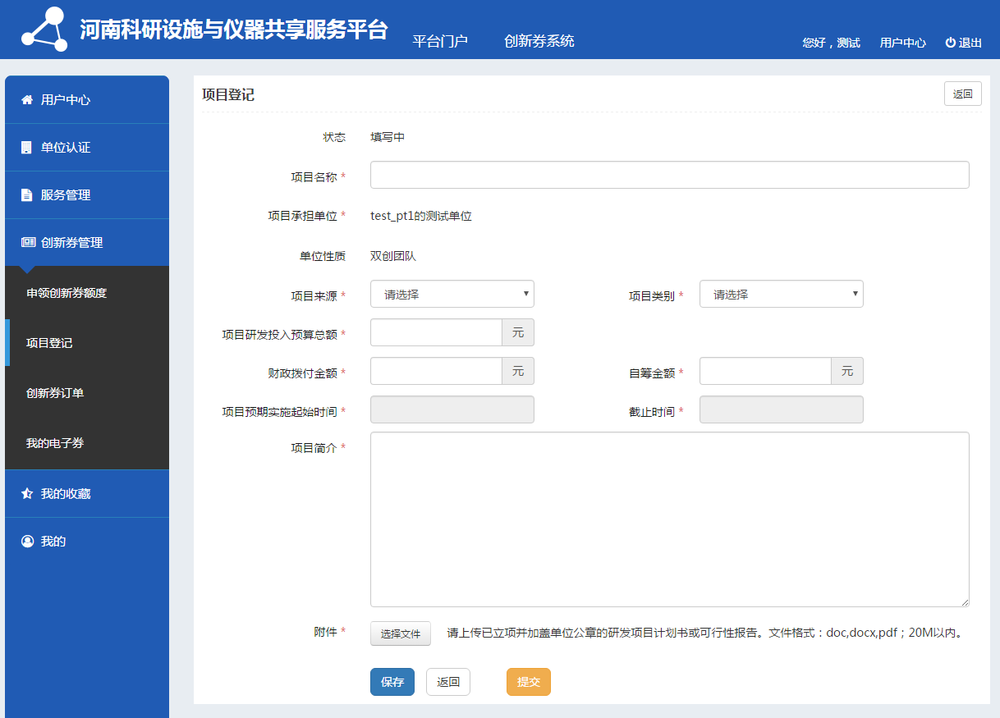 河南科研设施与仪器共享服务平台
平台门户
创新券系统
您好，测试
用户中心
退出
用户中心
单位认证
服务管理
创新券管理
申领创新券额度
项目登记
创新券订单
我的电子券
我的收藏
我的
项目登记
返回
状态 填写中
项目名称 *
项目承担单位 * test_pt1的测试单位
单位性质 双创团队
项目来源 * 请选择 项目类别 * 请选择
项目研发投入预算总额 * 元
财政拨付金额 * 元 自筹金额 * 元
项目预期实施起始时间 * 截止时间 *
项目简介 *
附件 * 选择文件 请上传已立项并加盖单位公章的研发项目计划书或可行性报告。文件格式：doc,docx,pdf；20M以内。
保存 返回 提交